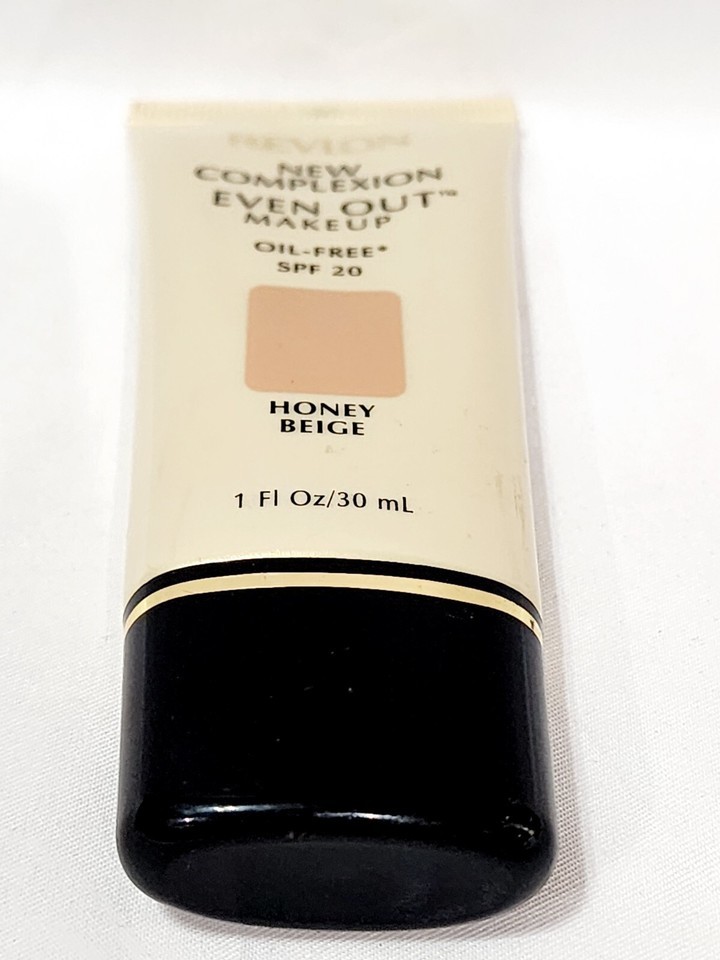 REVLON
NEW
COMPLEXION
EVEN OUT™
MAKEUP
OIL-FREE*
SPF 20
HONEY
BEIGE
1 Fl Oz/30 mL